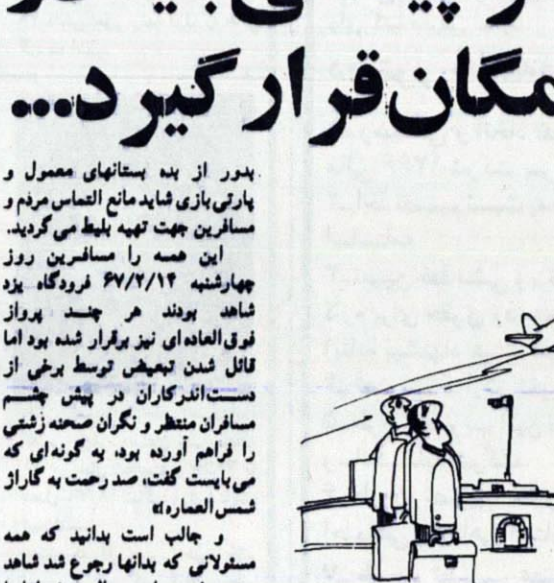 مگان قرار گیرد...
بدور از بده بستانهای معمول و
پارتی‌بازی شاید مانع التماس مردم و
مسافرین جهت تهیه بلیط می‌گردید.
این همه را مسافرین روز
چهارشنبه ۶۷/۲/۱۴ فرودگاه یزد
شاهد بودند هر چند پرواز
فوق‌العاده‌ای نیز برقرار شده بود اما
قائل شدن تبعیض توسط برخی از
دست‌اندرکاران در پیش چشم
مسافران منتظر و نگران صحنه زشتی
را فراهم آورده بود، به گونه‌ای که
می‌بایست گفت، صد رحمت به گاراژ
شمس‌العماره»
و جالب است بدانید که همه
مسئولانی که بدانها رجوع شد شاهد